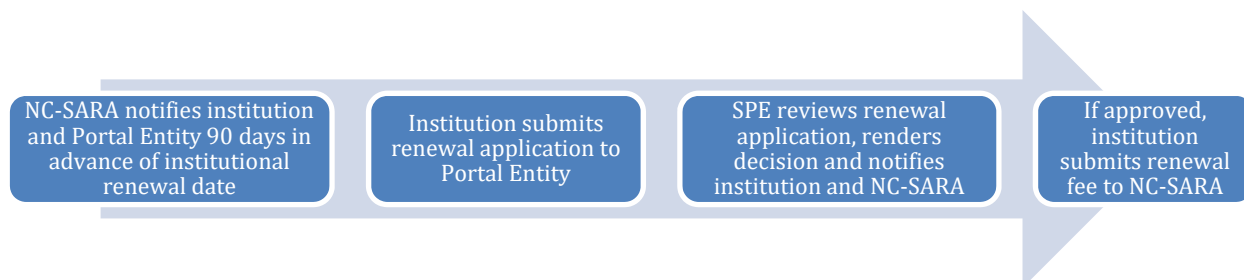 NC-SARA notifies institution
and Portal Entity 90 days in
advance of institutional
renewal date
Institution submits
renewal application to
Portal Entity
SPE reviews renewal
application, renders
decision and notifies
institution and NC-SARA
If approved,
institution
submits renewal
fee to NC-SARA